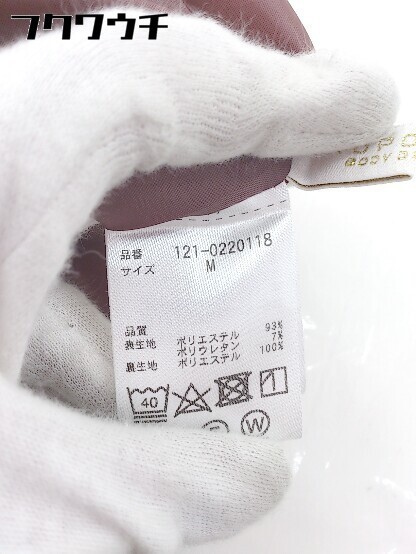 フクワウチ
BODY D
品番 121-0220118
サイズ M
品質
表生地 ポリエステル 93%
ポリウレタン 7%
裏生地 ポリエステル 100%
40
W